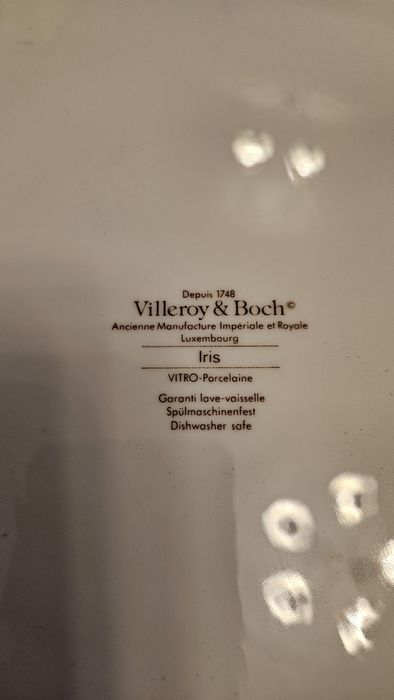 Depuis 1748
Villeroy & Boch©
Ancienne Manufacture Impériale et Royale
Luxembourg
Iris
VITRO-Porcelaine
Garanti lave-vaisselle
Spülmaschinenfest
Dishwasher safe